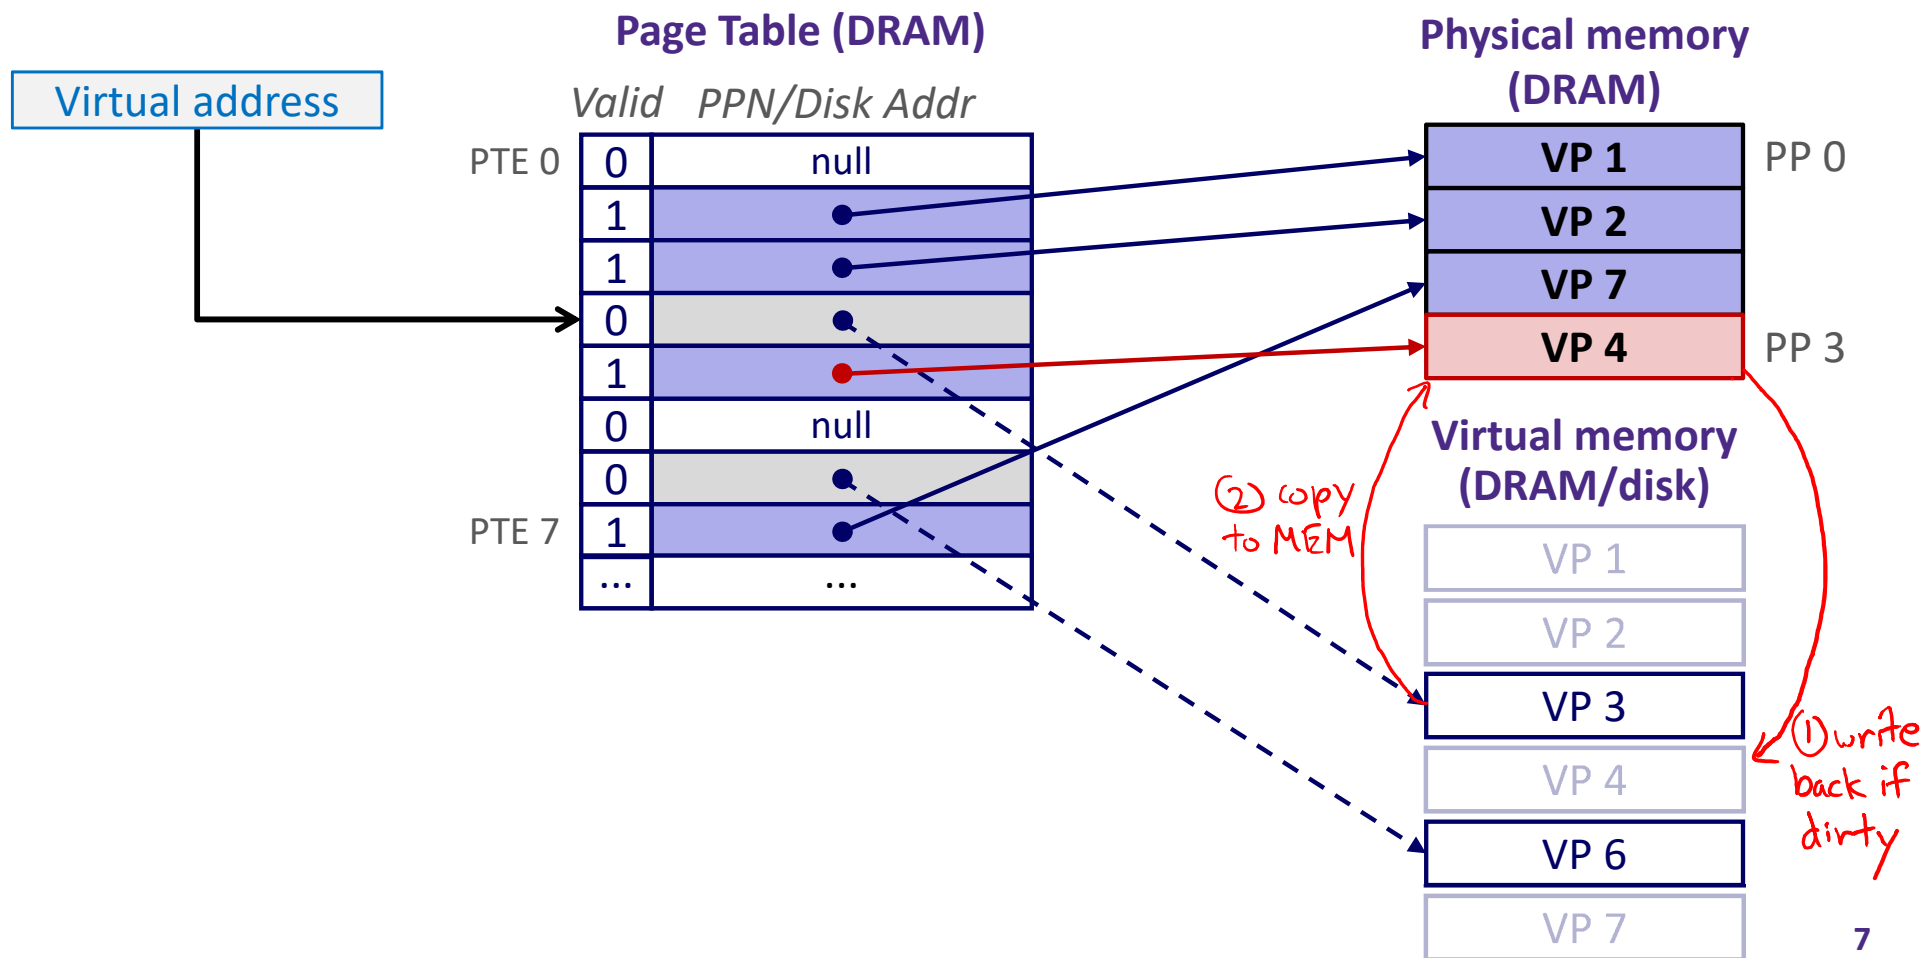 Page Table (DRAM)
Physical memory
(DRAM)
Virtual address
Valid PPN/Disk Addr
PTE 0 0 null
1
1
0
1
0 null
0
PTE 7 1
... ...
VP 1 PP 0
VP 2
VP 7
VP 4 PP 3
Virtual memory
(DRAM/disk)
② copy
to MEM
VP 1
VP 2
VP 3
VP 4
VP 6
VP 7
① write
back if
dirty
7